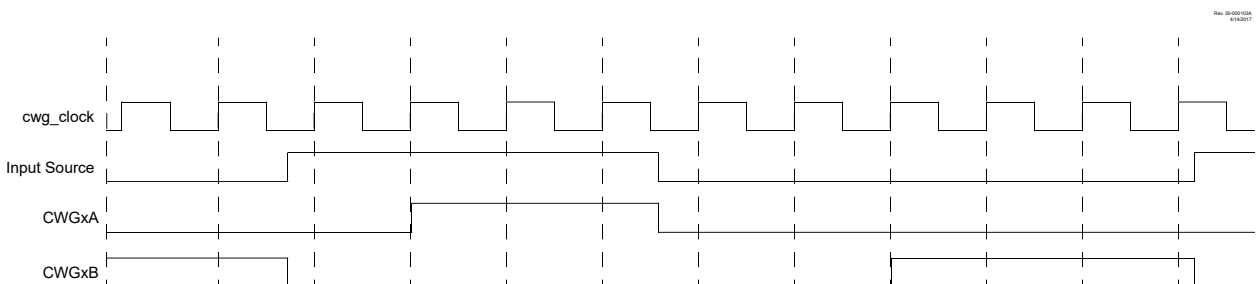 Rev. 30-000103A
4/14/2017
cwg_clock
Input Source
CWGxA
CWGxB